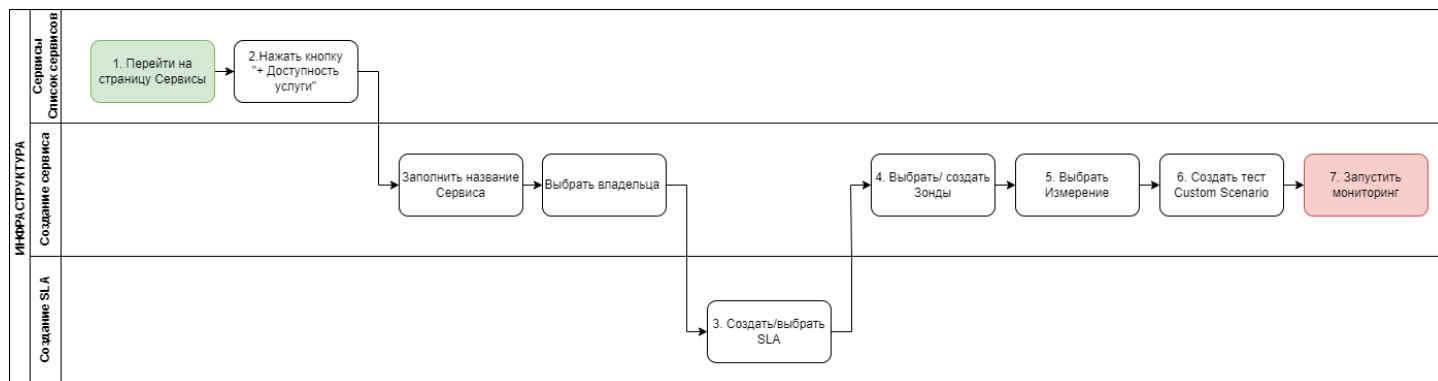 ИНФРАСТРУКТУРА
Сервисы
Список сервисов
1. Перейти на
страницу Сервисы
2.Нажать кнопку
"+ Доступность
услуги"
Создание сервиса
Заполнить название
Сервиса
Выбрать владельца
4. Выбрать/ создать
Зонды
5. Выбрать
Измерение
6. Создать тест
Custom Scenario
7. Запустить
мониторинг
Создание SLA
3. Создать/выбрать
SLA